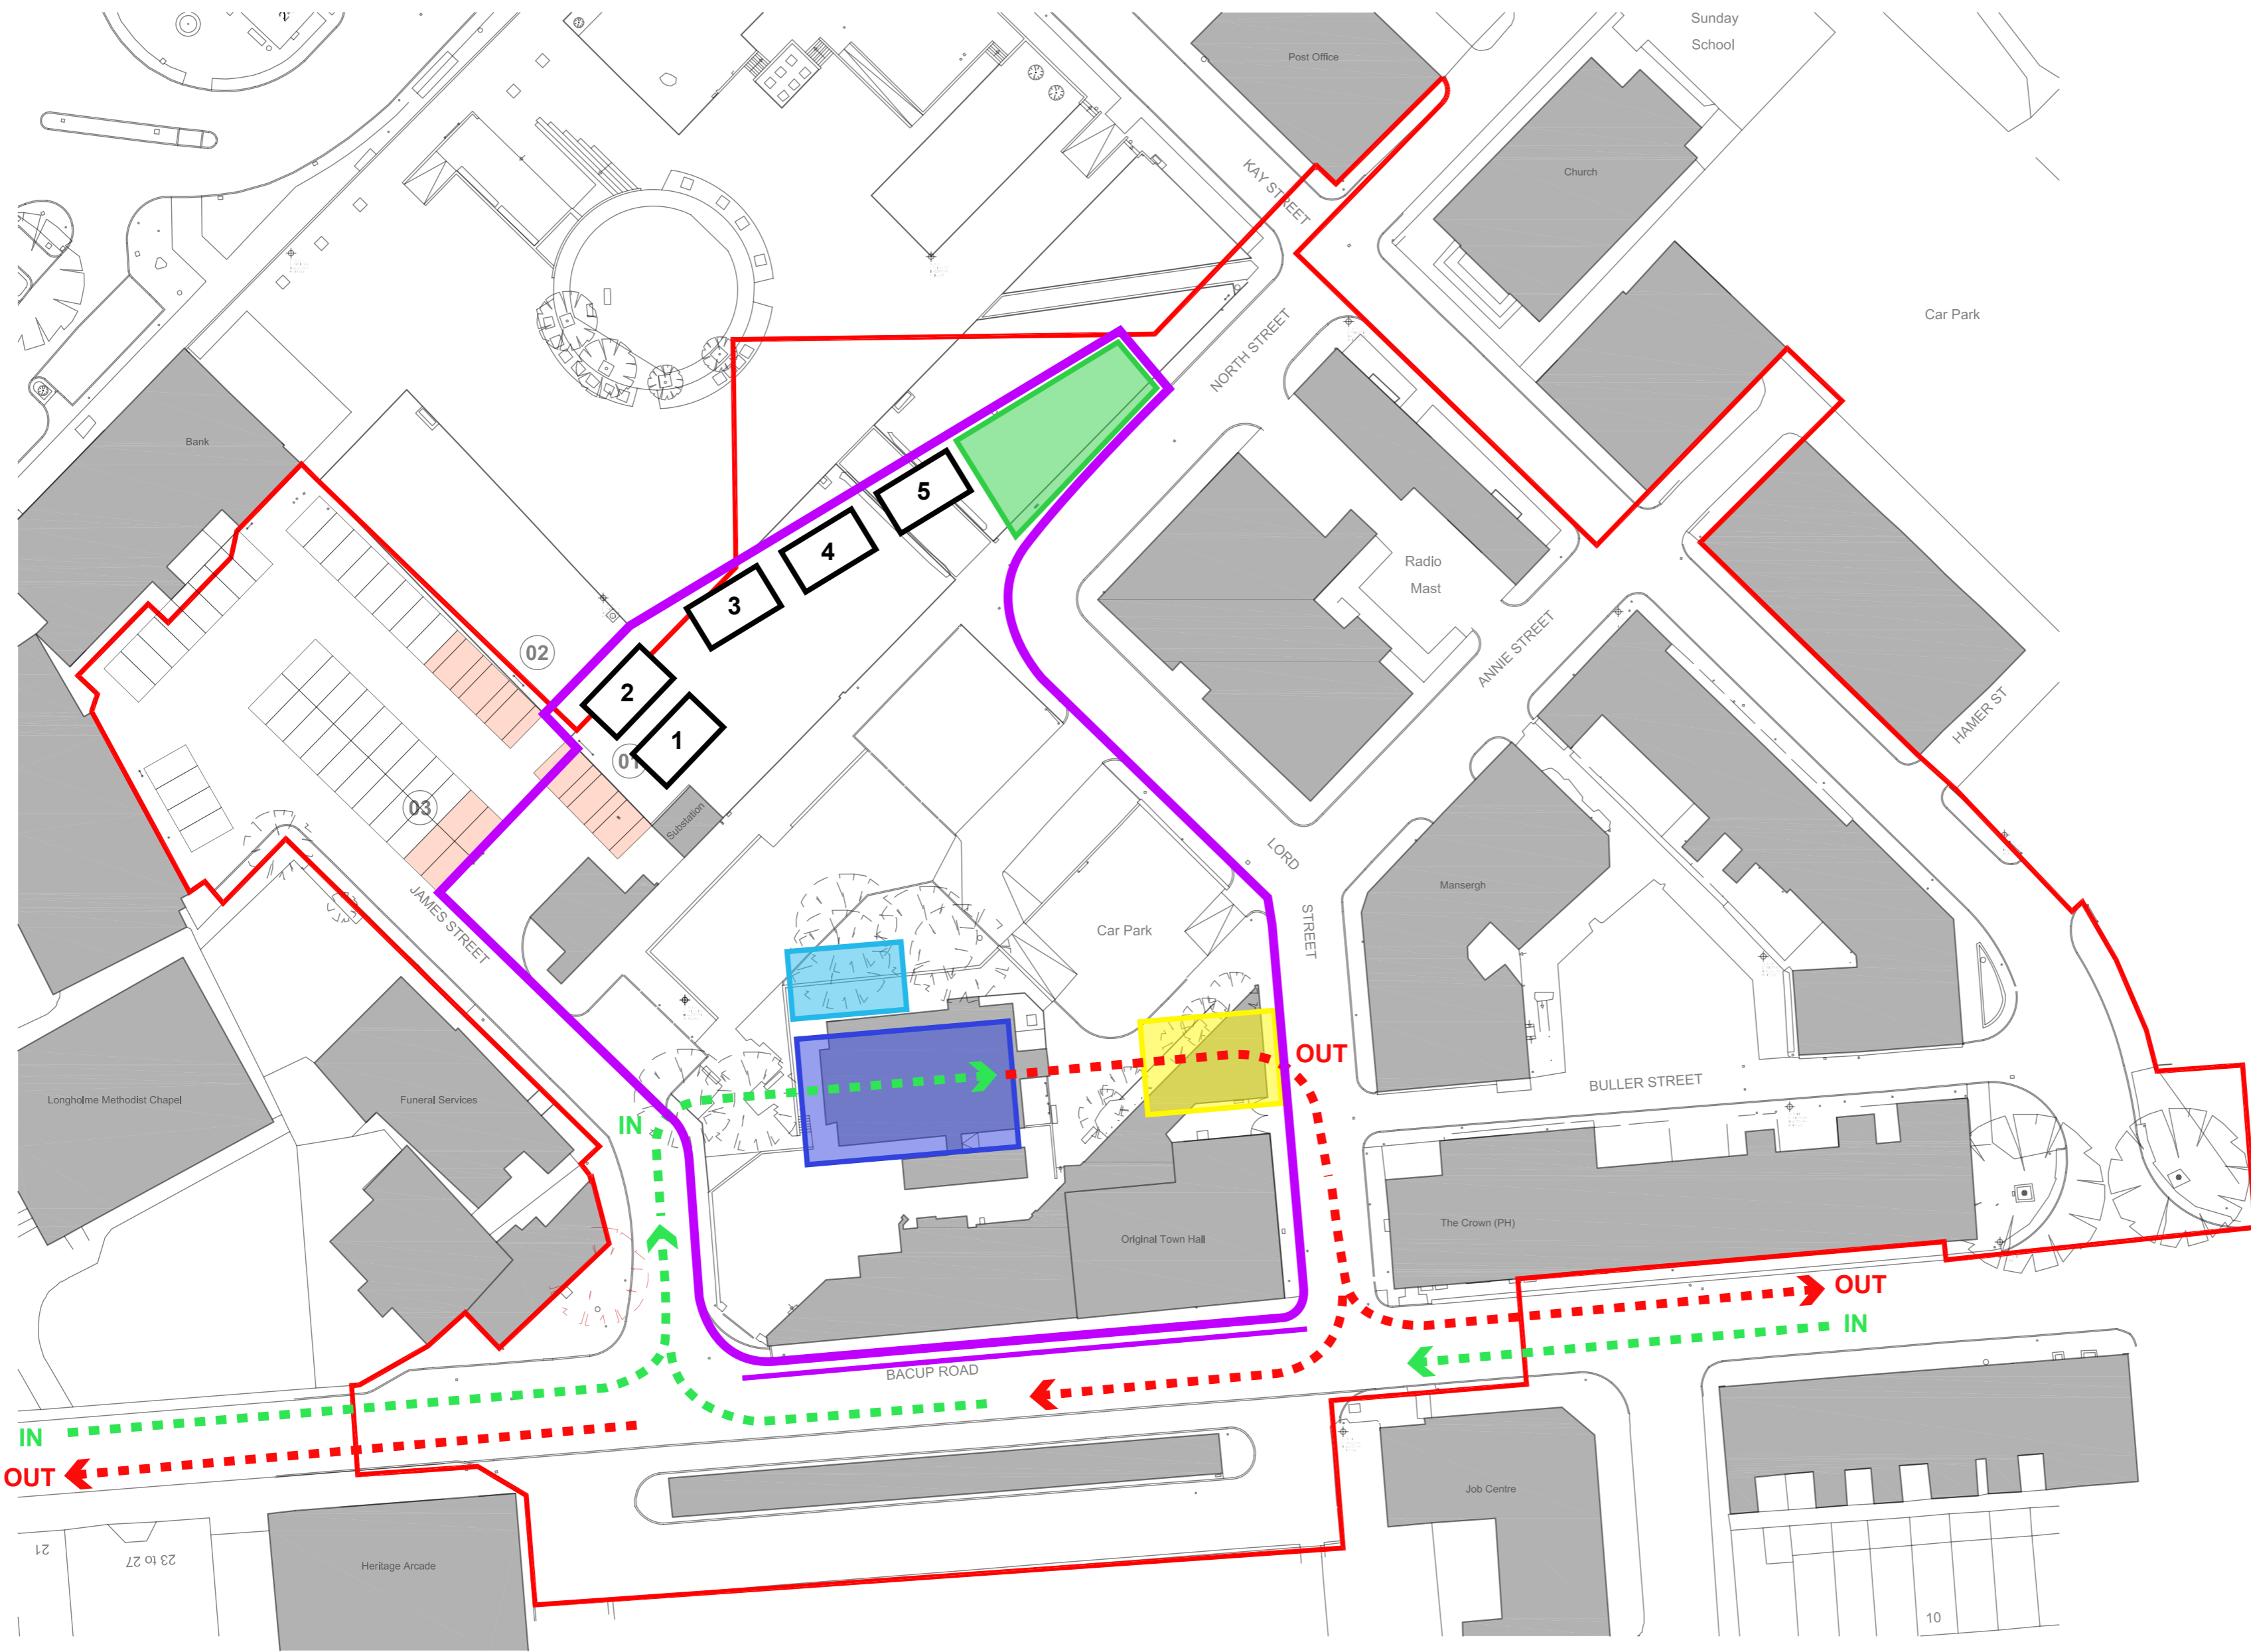 Sunday
School
Post Office
KAY STREET
Church
Car Park
NORTH STREET
Bank
5
4
Radio
Mast
3
ANNIE STREET
02
2
HAMER ST
1
01
03
Substation
LORD
STREET
JAMES STREET
Mansergh
Car Park
OUT
BULLER STREET
Longholme Methodist Chapel
Funeral Services
IN
The Crown (PH)
Original Town Hall
OUT
IN
BACUP ROAD
IN
OUT
Job Centre
21
23 to 27
Heritage Arcade
10